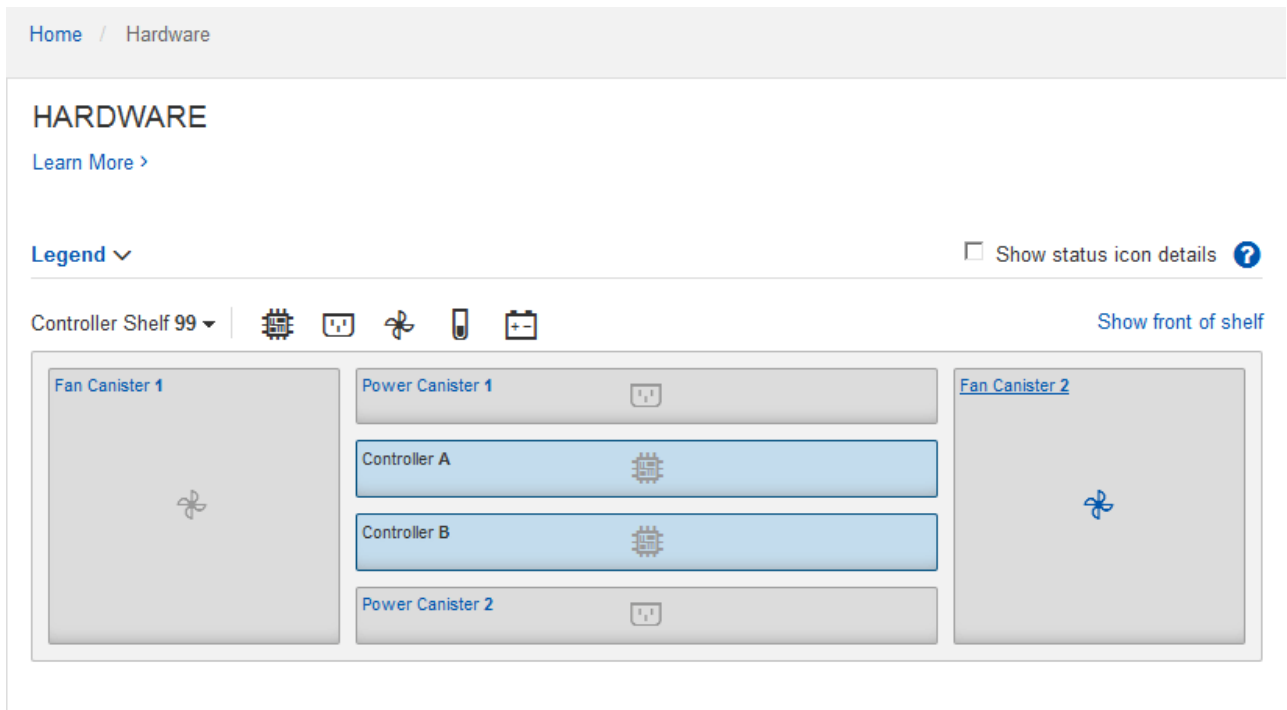 Home / Hardware
HARDWARE
Learn More >
Legend
Show status icon details ?
Controller Shelf 99
Show front of shelf
Fan Canister 1
Power Canister 1
Fan Canister 2
Controller A
Controller B
Power Canister 2